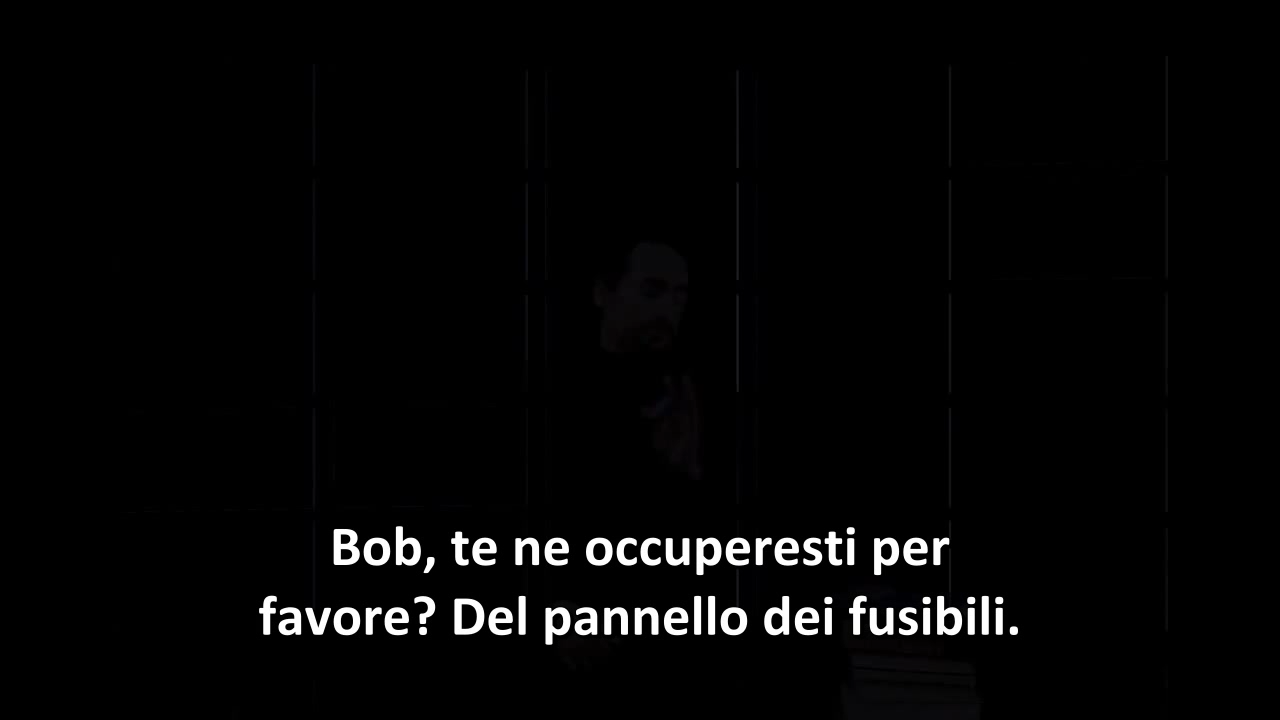 Bob, te ne occuperesti per
favore? Del pannello dei fusibili.